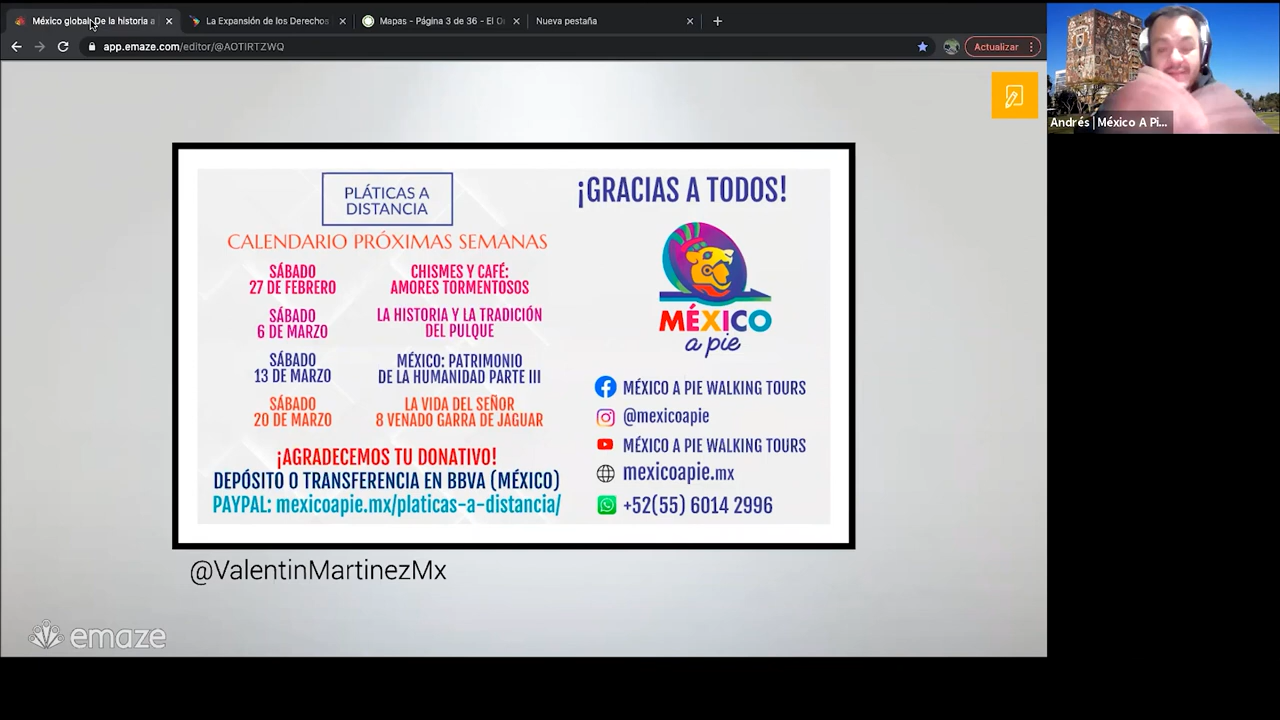 México global: De la historia a
La Expansión de los Derechos
Mapas - Página 3 de 36 - El O
Nueva pestaña
app.emaze.com/editor/@AOTIRTZWQ
Actualizar
Andrés | México A Pi...
PLÁTICAS A
DISTANCIA
CALENDARIO PRÓXIMAS SEMANAS
SÁBADO
27 DE FEBRERO
CHISMES Y CAFÉ:
AMORES TORMENTOSOS
SÁBADO
6 DE MARZO
LA HISTORIA Y LA TRADICIÓN
DEL PULQUE
SÁBADO
13 DE MARZO
MÉXICO: PATRIMONIO
DE LA HUMANIDAD PARTE III
SÁBADO
20 DE MARZO
LA VIDA DEL SEÑOR
8 VENADO GARRA DE JAGUAR
¡AGRADECEMOS TU DONATIVO!
DEPÓSITO O TRANSFERENCIA EN BBVA (MÉXICO)
PAYPAL: mexicoapie.mx/platicas-a-distancia/
¡GRACIAS A TODOS!
MÉXICO
a pie
MÉXICO A PIE WALKING TOURS
@mexicoapie
MÉXICO A PIE WALKING TOURS
mexicoapie.mx
+52(55) 6014 2996
@ValentinMartinezMx
emaze